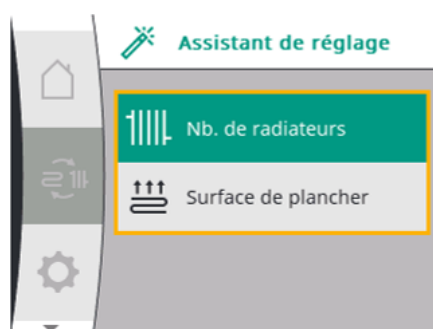 Assistant de réglage
Nb. de radiateurs
Surface de plancher